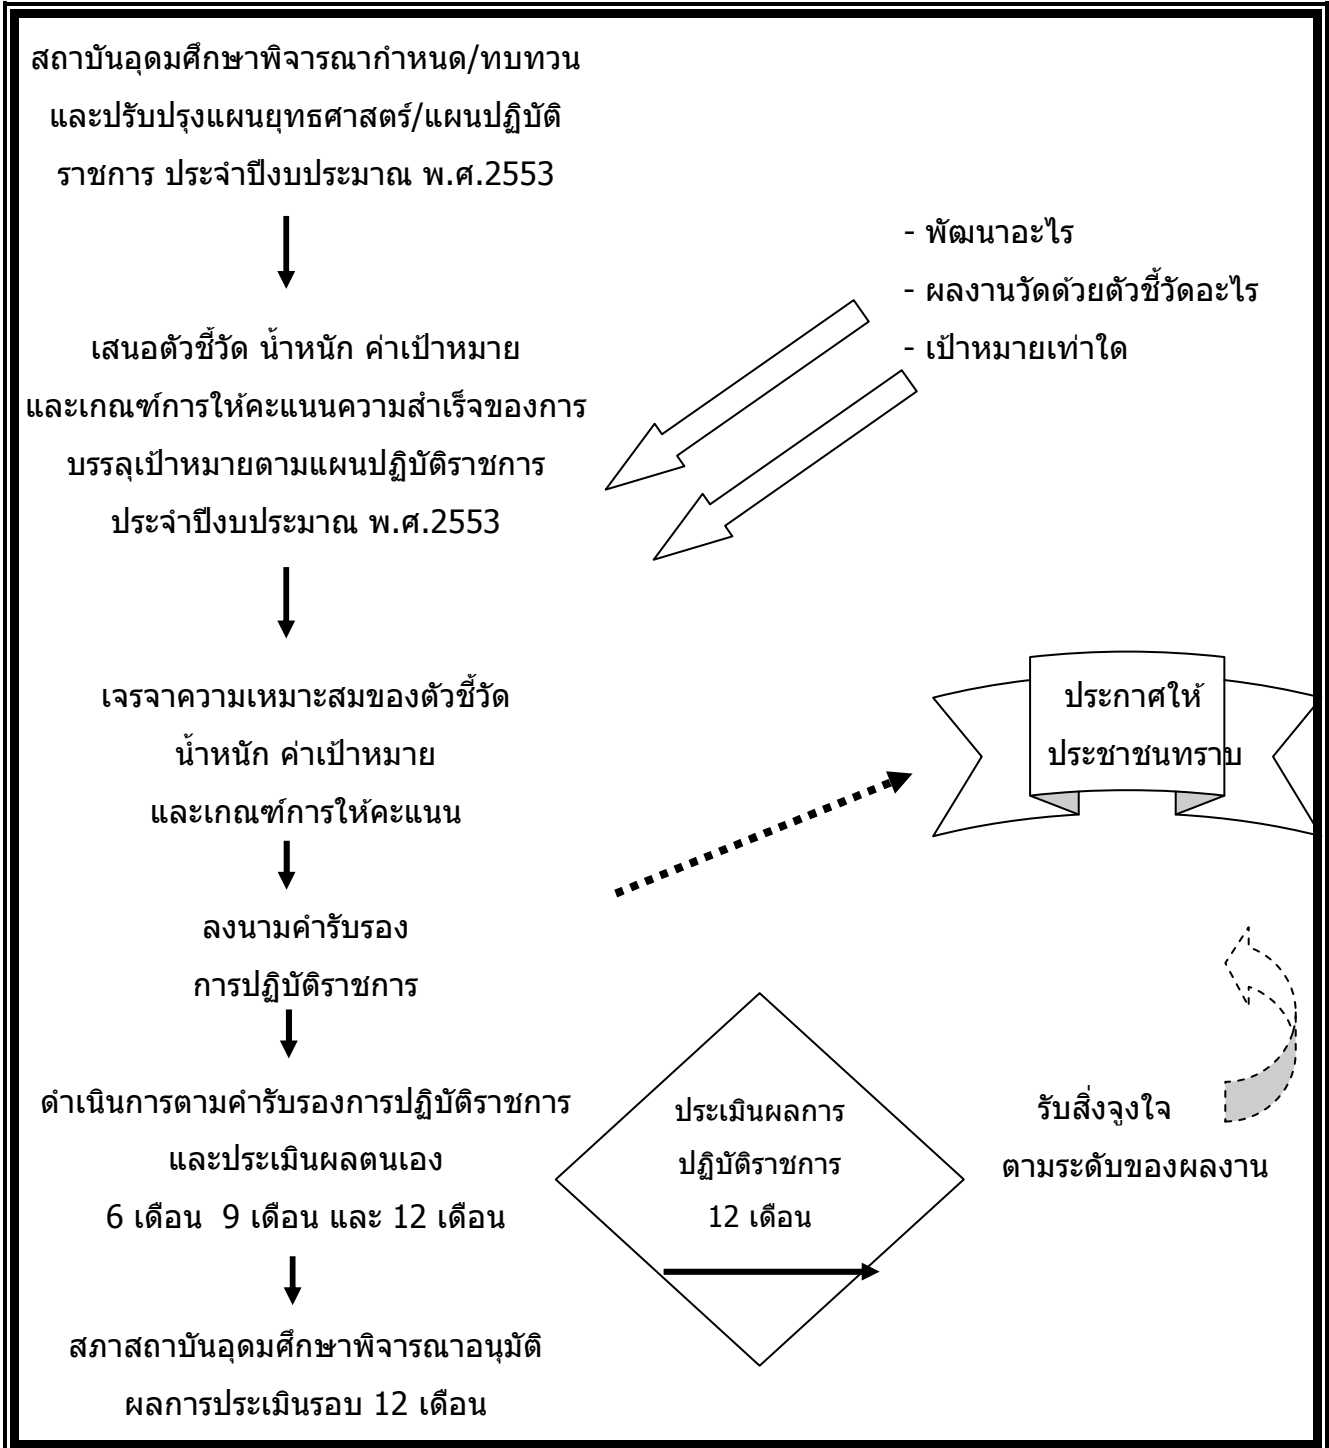 สถาบันอุดมศึกษาพิจารณากำหนด/ทบทวน
และปรับปรุงแผนยุทธศาสตร์/แผนปฏิบัติ
ราชการ ประจำปีงบประมาณ พ.ศ.2553
- พัฒนาอะไร
- ผลงานวัดด้วยตัวชี้วัดอะไร
- เป้าหมายเท่าใด
เสนอตัวชี้วัด น้ำหนัก ค่าเป้าหมาย
และเกณฑ์การให้คะแนนความสำเร็จของการ
บรรลุเป้าหมายตามแผนปฏิบัติราชการ
ประจำปีงบประมาณ พ.ศ.2553
เจรจาความเหมาะสมของตัวชี้วัด
น้ำหนัก ค่าเป้าหมาย
และเกณฑ์การให้คะแนน
ประกาศให้
ประชาชนทราบ
ลงนามคำรับรอง
การปฏิบัติราชการ
ดำเนินการตามคำรับรองการปฏิบัติราชการ
และประเมินผลตนเอง
6 เดือน 9 เดือน และ 12 เดือน
ประเมินผลการ
ปฏิบัติราชการ
12 เดือน
รับสิ่งจูงใจ
ตามระดับของผลงาน
สภาสถาบันอุดมศึกษาพิจารณาอนุมัติ
ผลการประเมินรอบ 12 เดือน